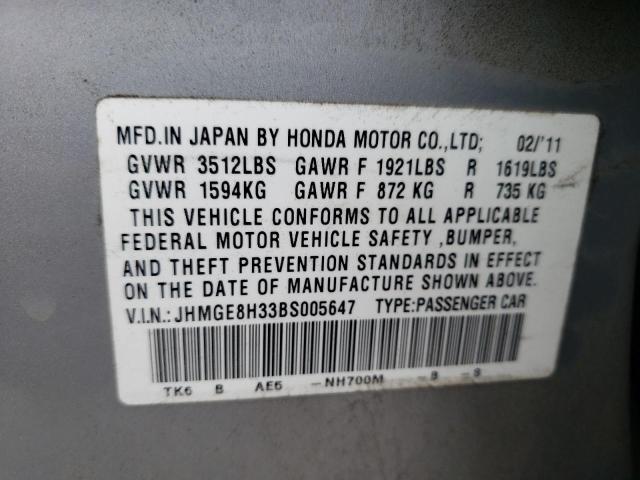 MFD.IN JAPAN BY HONDA MOTOR CO.,LTD; 02/'11
GVWR 3512LBS GAWR F 1921LBS R 1619LBS
GVWR 1594KG GAWR F 872 KG R 735 KG
THIS VEHICLE CONFORMS TO ALL APPLICABLE
FEDERAL MOTOR VEHICLE SAFETY ,BUMPER,
AND THEFT PREVENTION STANDARDS IN EFFECT
ON THE DATE OF MANUFACTURE SHOWN ABOVE.
V.I.N.: JHMGE8H33BS005647 TYPE:PASSENGER CAR
TK6 B AE5 -NH700M -B -8